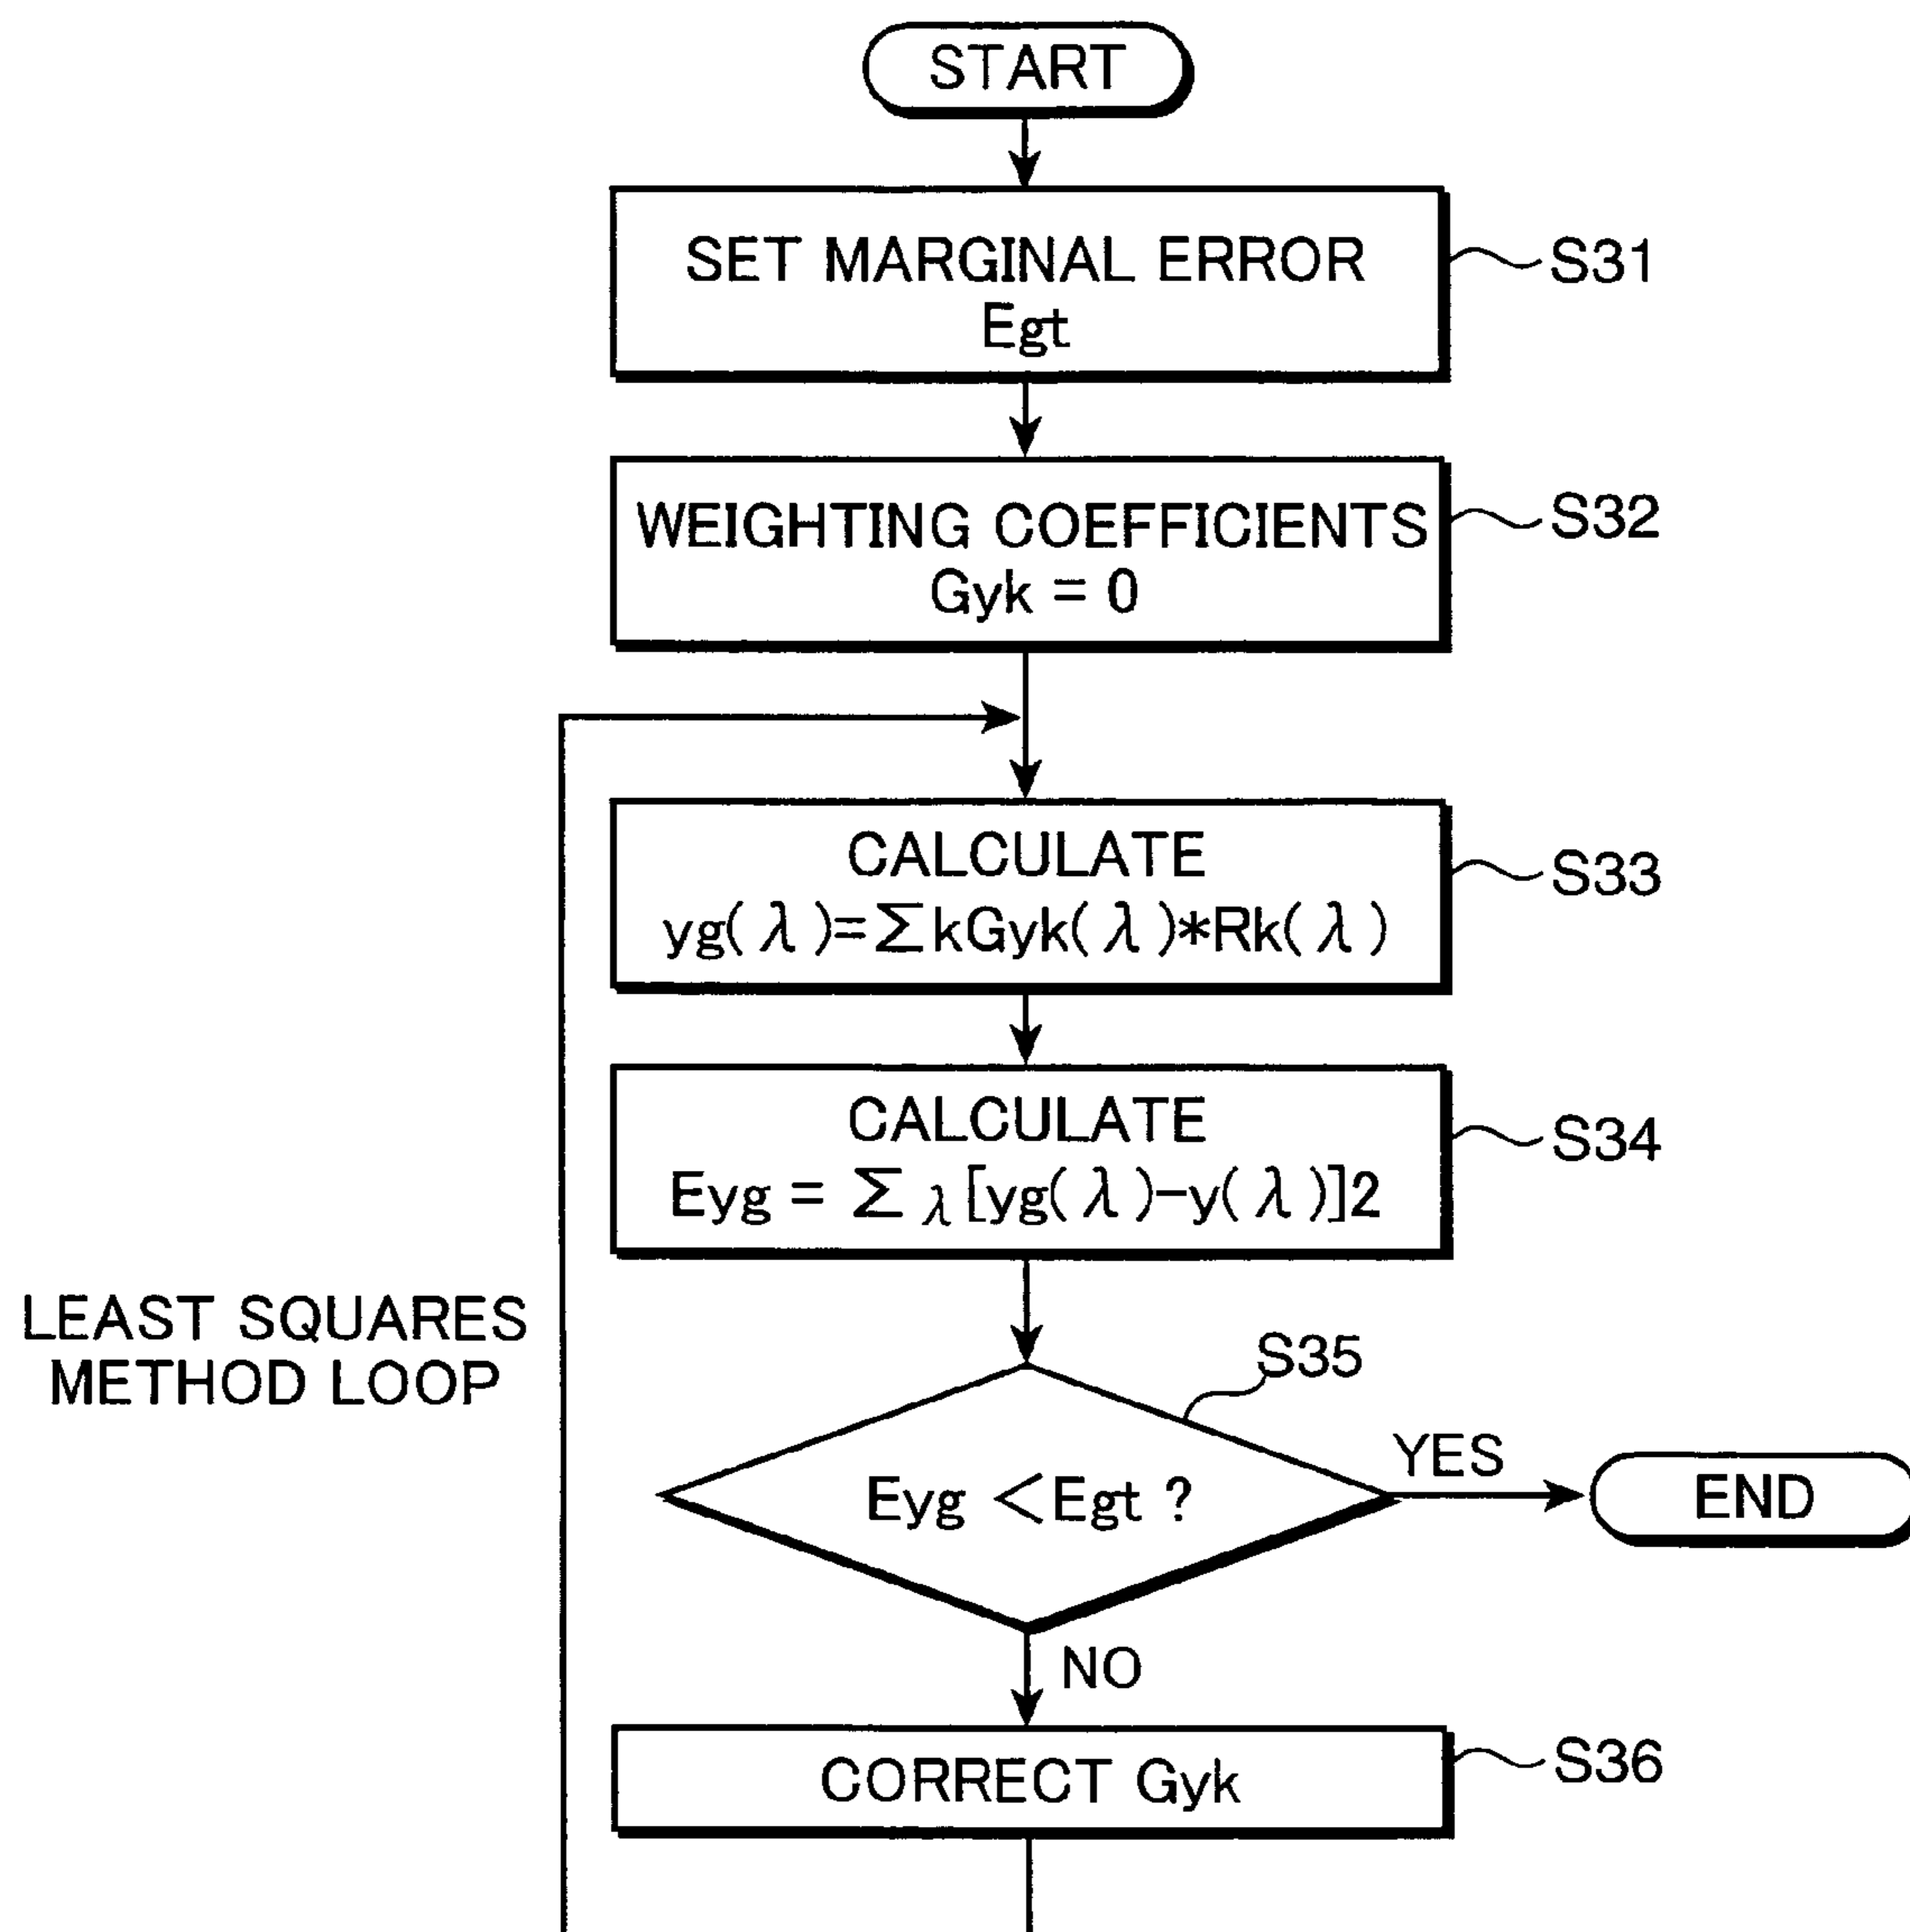 START
SET MARGINAL ERROR
Egt
S31
WEIGHTING COEFFICIENTS
Gyk = 0
S32
CALCULATE
yg(λ)=ΣkGyk(λ)*Rk(λ)
S33
CALCULATE
Eyg = Σλ[yg(λ)-y(λ)]2
S34
LEAST SQUARES
METHOD LOOP
S35
Eyg <Egt ?
YES
END
NO
CORRECT Gyk
S36